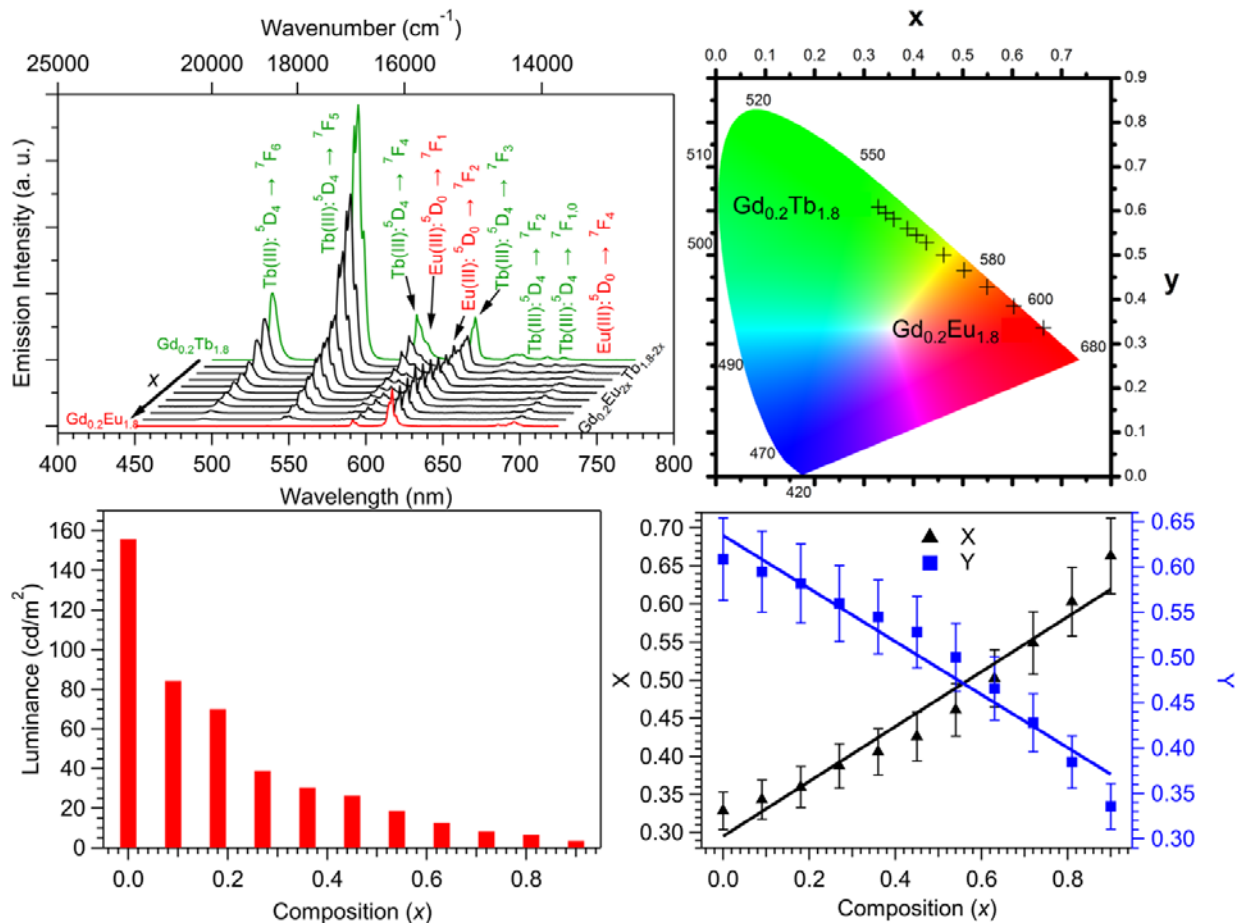 Wavenumber (cm⁻¹)
25000 20000 18000 16000 14000
Emission Intensity (a. u.)
Tb(III): ⁵D₄ → ⁷F₆
Tb(III): ⁵D₄ → ⁷F₅
Tb(III): ⁵D₄ → ⁷F₄
Eu(III): ⁵D₀ → ⁷F₁
Eu(III): ⁵D₀ → ⁷F₂
Tb(III): ⁵D₄ → ⁷F₃
Tb(III): ⁵D₄ → ⁷F₂
Tb(III): ⁵D₄ → ⁷F₁,₀
Eu(III): ⁵D₀ → ⁷F₄
Gd₀.₂Tb₁.₈
x
Gd₀.₂Eu₁.₈
Gd₀.₂Eu₂ₓTb₁.₈₋₂ₓ
400 450 500 550 600 650 700 750 800
Wavelength (nm)
x
0.0 0.1 0.2 0.3 0.4 0.5 0.6 0.7
0.9
0.8
0.7
0.6
0.5
0.4
0.3
0.2
0.1
0.0
y
520
510
550
500
580
600
490
680
470
420
Gd₀.₂Tb₁.₈
Gd₀.₂Eu₁.₈
160
140
120
100
80
60
40
20
0
Luminance (cd/m²)
0.0 0.2 0.4 0.6 0.8
Composition (x)
0.70
0.65
0.60
0.55
0.50
0.45
0.40
0.35
0.30
X
X
Y
0.65
0.60
0.55
0.50
0.45
0.40
0.35
0.30
Y
0.0 0.2 0.4 0.6 0.8
Composition (x)